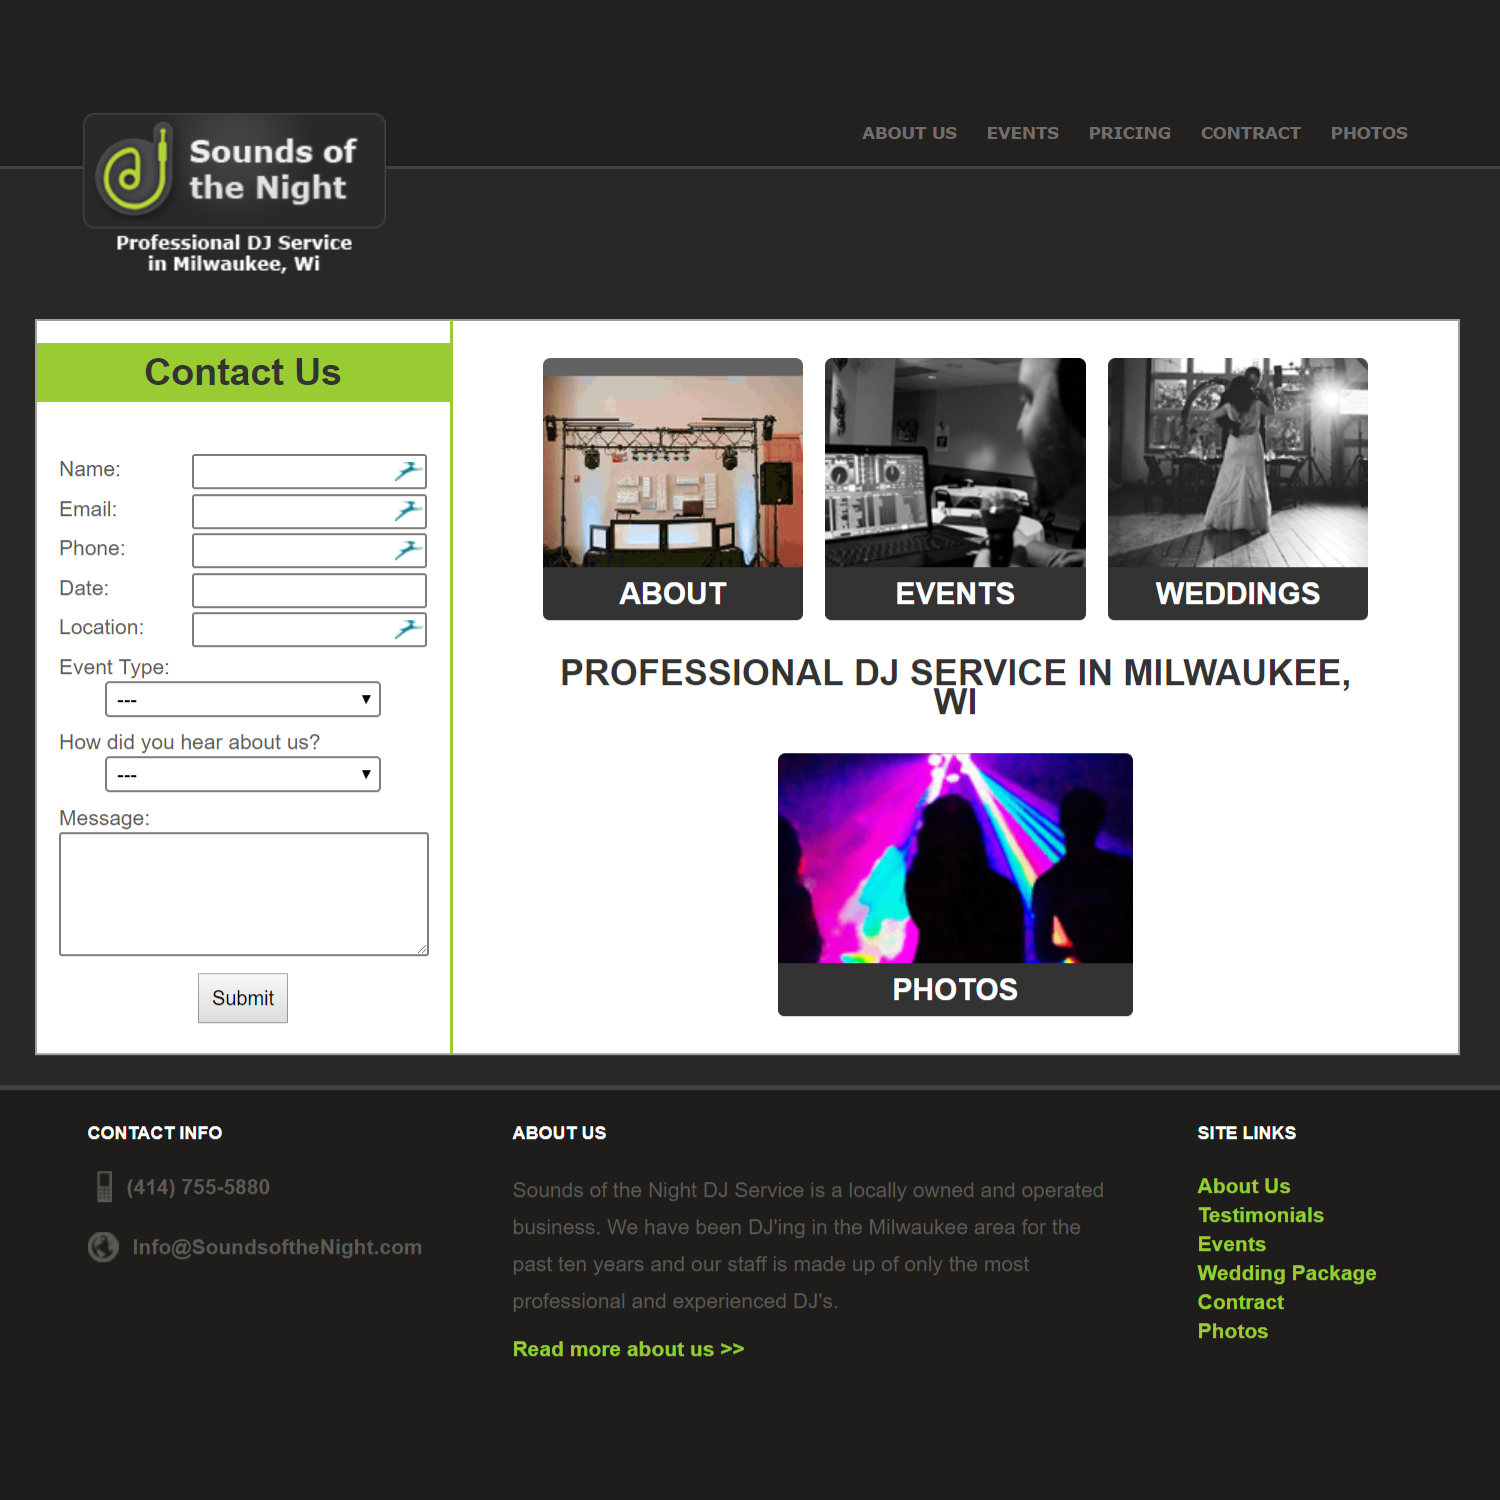 ABOUT US EVENTS PRICING CONTRACT PHOTOS
Sounds of
the Night
Professional DJ Service
in Milwaukee, Wi
Contact Us
Name:
Email:
Phone:
Date:
Location:
Event Type:
---
How did you hear about us?
---
Message:
Submit
ABOUT
EVENTS
WEDDINGS
PROFESSIONAL DJ SERVICE IN MILWAUKEE,
WI
PHOTOS
CONTACT INFO
(414) 755-5880
Info@SoundsoftheNight.com
ABOUT US
Sounds of the Night DJ Service is a locally owned and operated
business. We have been DJ'ing in the Milwaukee area for the
past ten years and our staff is made up of only the most
professional and experienced DJ's.
Read more about us >>
SITE LINKS
About Us
Testimonials
Events
Wedding Package
Contract
Photos